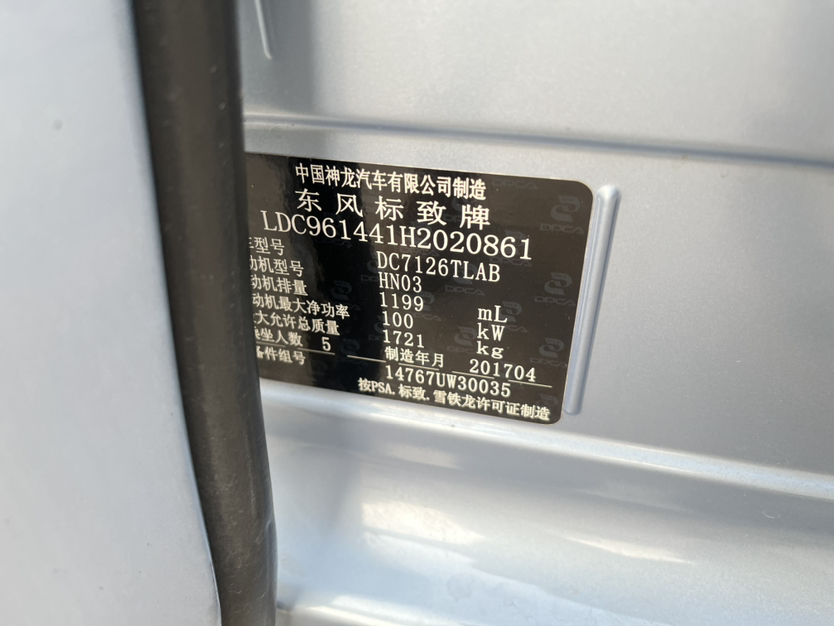 中国神龙汽车有限公司制造
东风标致牌
LDC961441H2020861
车型号 DC7126TLAB
动机型号 HN03
动机排量 1199 mL
动机最大净功率 100 kW
大允许总质量 1721 kg
乘坐人数 5 制造年月 201704
备件组号 14767UW30035
按PSA.标致.雪铁龙许可证制造